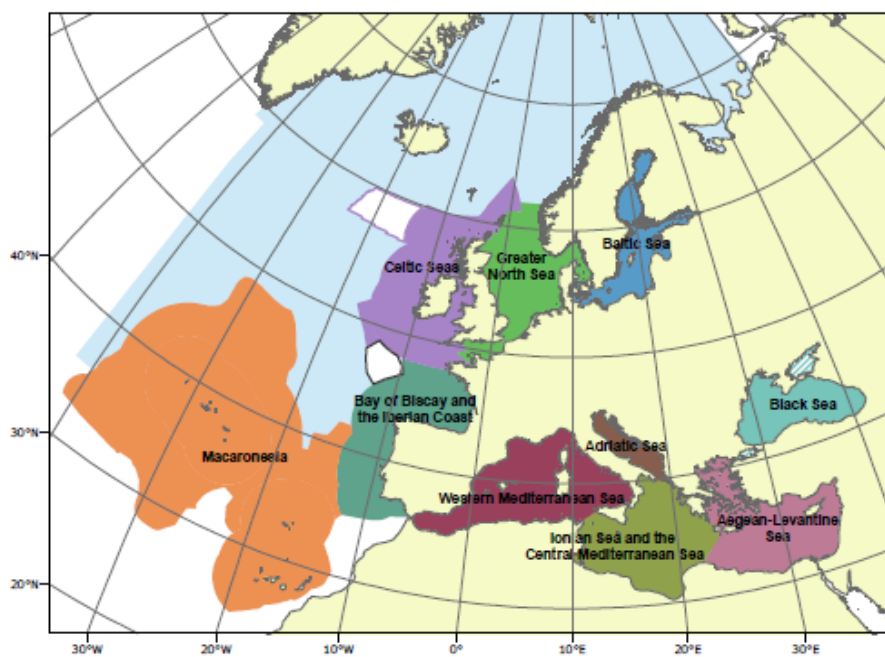 40°N
30°N
20°N
Celtic Seas
Greater
North Sea
Baltic Sea
Bay of Biscay
and the
Iberian Coast
Black Sea
Macaronesia
Adriatic Sea
Western Mediterranean Sea
Ionian Sea and the
Central Mediterranean Sea
Aegean-Levantine
Sea
30°W
20°W
10°W
0°
10°E
20°E
30°E